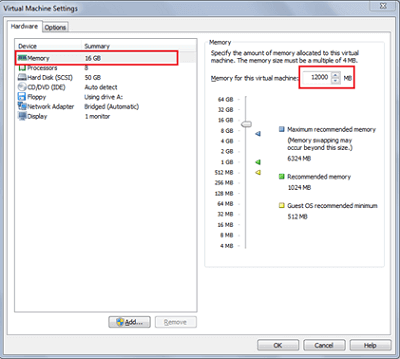 Virtual Machine Settings
Hardware
Options
Device Summary
Memory 16 GB
Processors 8
Hard Disk (SCSI) 50 GB
CD/DVD (IDE) Auto detect
Floppy Using drive A:
Network Adapter Bridged (Automatic)
Display 1 monitor
Add...
Remove
Memory
Specify the amount of memory allocated to this virtual
machine. The memory size must be a multiple of 4 MB.
Memory for this virtual machine: 12000 MB
64 GB
32 GB
16 GB
8 GB
4 GB
2 GB
1 GB
512 MB
256 MB
128 MB
64 MB
32 MB
16 MB
8 MB
4 MB
Maximum recommended memory
(Memory swapping may
occur beyond this size.)
6324 MB
Recommended memory
1024 MB
Guest OS recommended minimum
512 MB
OK
Cancel
Help